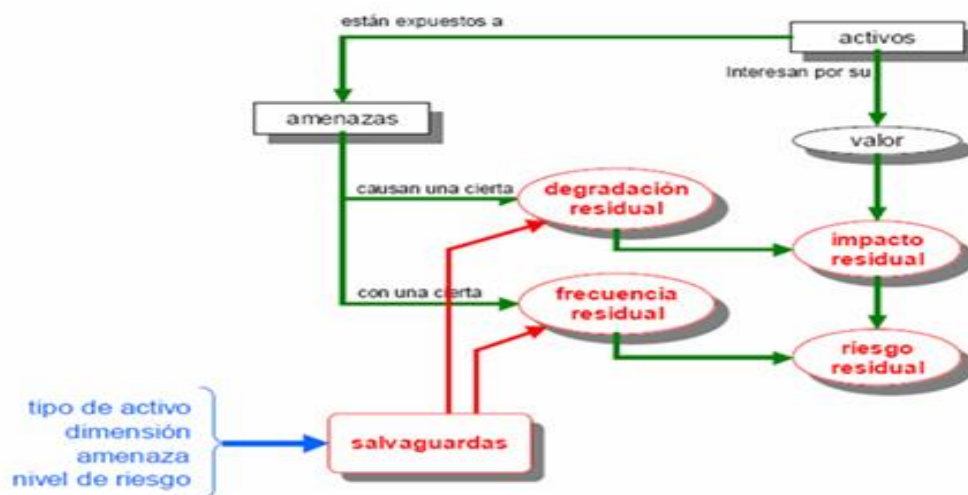 están expuestos a
activos
Interesan por su
amenazas
valor
causan una cierta
degradación
residual
impacto
residual
con una cierta
frecuencia
residual
riesgo
residual
tipo de activo
dimensión
amenaza
nivel de riesgo
salvaguardas